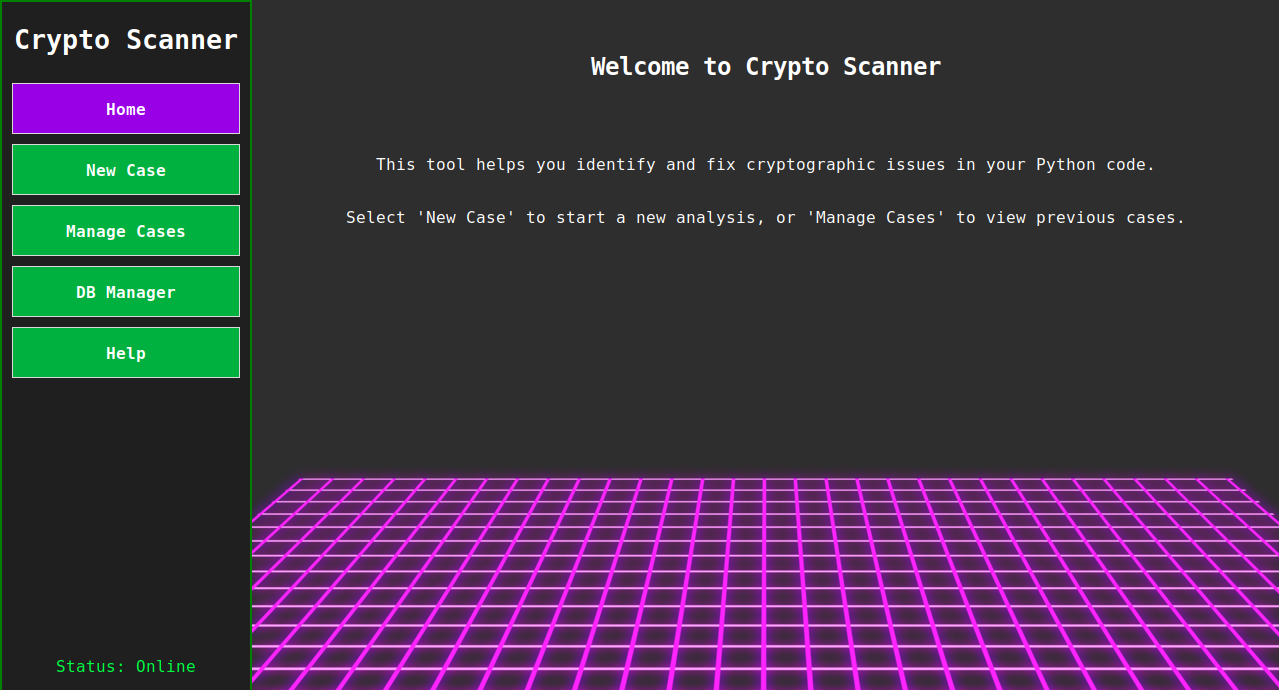 Crypto Scanner
Home
New Case
Manage Cases
DB Manager
Help
Status: Online
Welcome to Crypto Scanner
This tool helps you identify and fix cryptographic issues in your Python code.
Select 'New Case' to start a new analysis, or 'Manage Cases' to view previous cases.